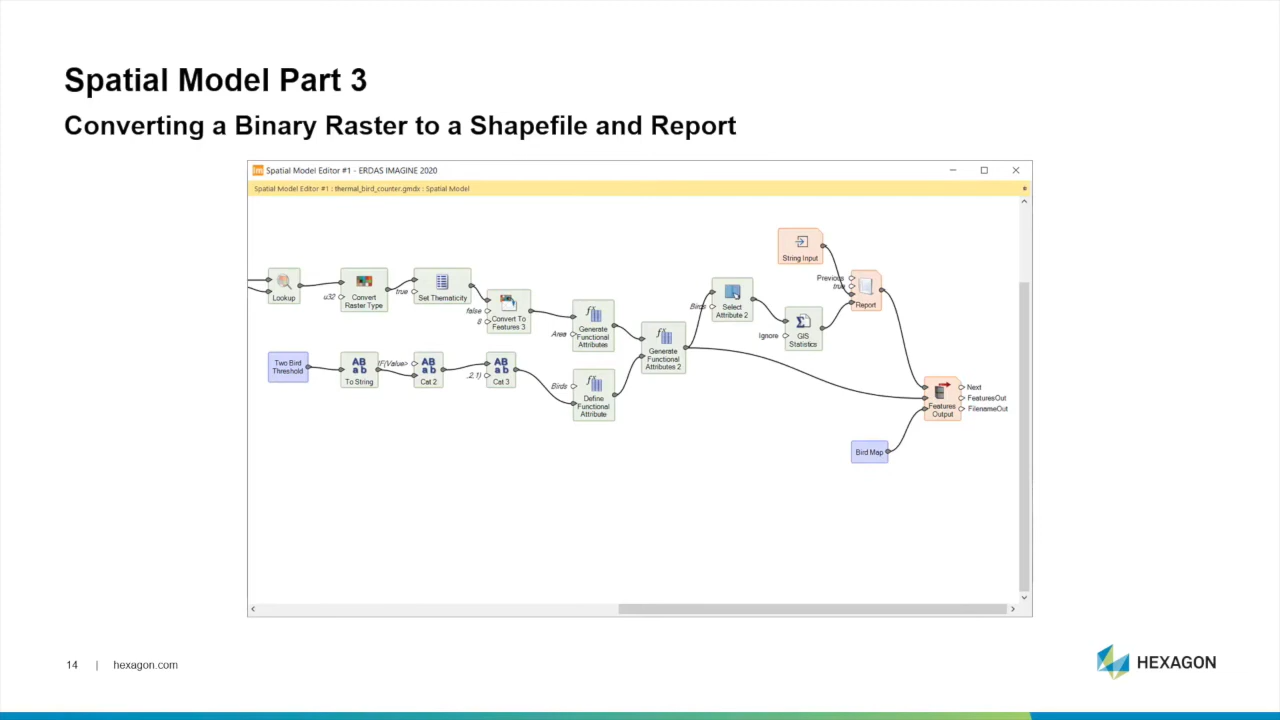 Spatial Model Part 3
Converting a Binary Raster to a Shapefile and Report
Spatial Model Editor #1 - ERDAS IMAGINE 2020
Spatial Model Editor #1 : thermal_bird_counter.gmdx : Spatial Model
String Input
Previous
true
Report
Lookup
u32
Convert
Raster Type
true
Set Thematicity
false
8
Convert To
Features 3
Area
Generate
Functional
Attributes
Generate
Functional
Attributes 2
Birds
Select
Attribute 2
Ignore
GIS
Statistics
Two Bird
Threshold
To String
IF(Value>
Cat 2
,2,1)
Cat 3
Birds
Define
Functional
Attribute
Features
Output
Next
FeaturesOut
FilenameOut
Bird Map
14 | hexagon.com
HEXAGON